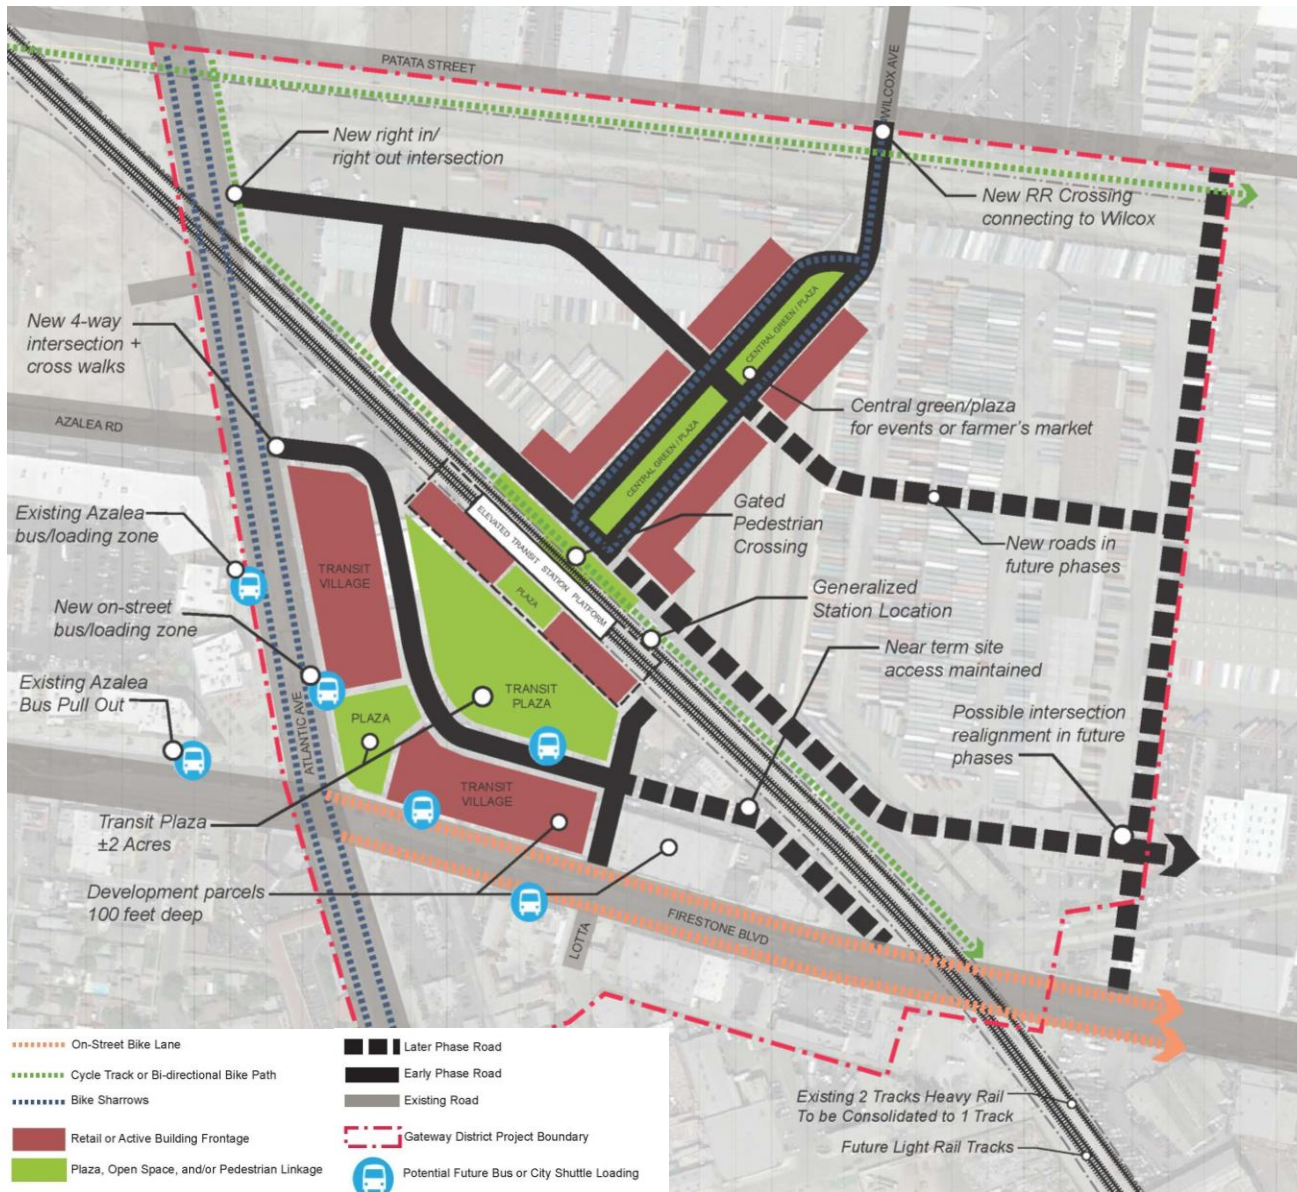 PATATA STREET
WILCOX AVE
New right in/
right out intersection
New RR Crossing
connecting to Wilcox
New 4-way
intersection +
cross walks
CENTRAL GREEN / PLAZA
AZALEA RD
Central green/plaza
for events or farmer's market
CENTRAL GREEN / PLAZA
Existing Azalea
bus/loading zone
Gated
Pedestrian
Crossing
ELEVATED TRANSIT STATION PLATFORM
New roads in
future phases
TRANSIT
VILLAGE
PLAZA
New on-street
bus/loading zone
Generalized
Station Location
Near term site
access maintained
Existing Azalea
Bus Pull Out
TRANSIT
PLAZA
ATLANTIC AVE
PLAZA
Possible intersection
realignment in future
phases
TRANSIT
VILLAGE
Transit Plaza
±2 Acres
Development parcels
100 feet deep
FIRESTONE BLVD
LOTTA
On-Street Bike Lane
Cycle Track or Bi-directional Bike Path
Bike Sharrows
Retail or Active Building Frontage
Plaza, Open Space, and/or Pedestrian Linkage
Later Phase Road
Early Phase Road
Existing Road
Gateway District Project Boundary
Potential Future Bus or City Shuttle Loading
Existing 2 Tracks Heavy Rail
To be Consolidated to 1 Track
Future Light Rail Tracks